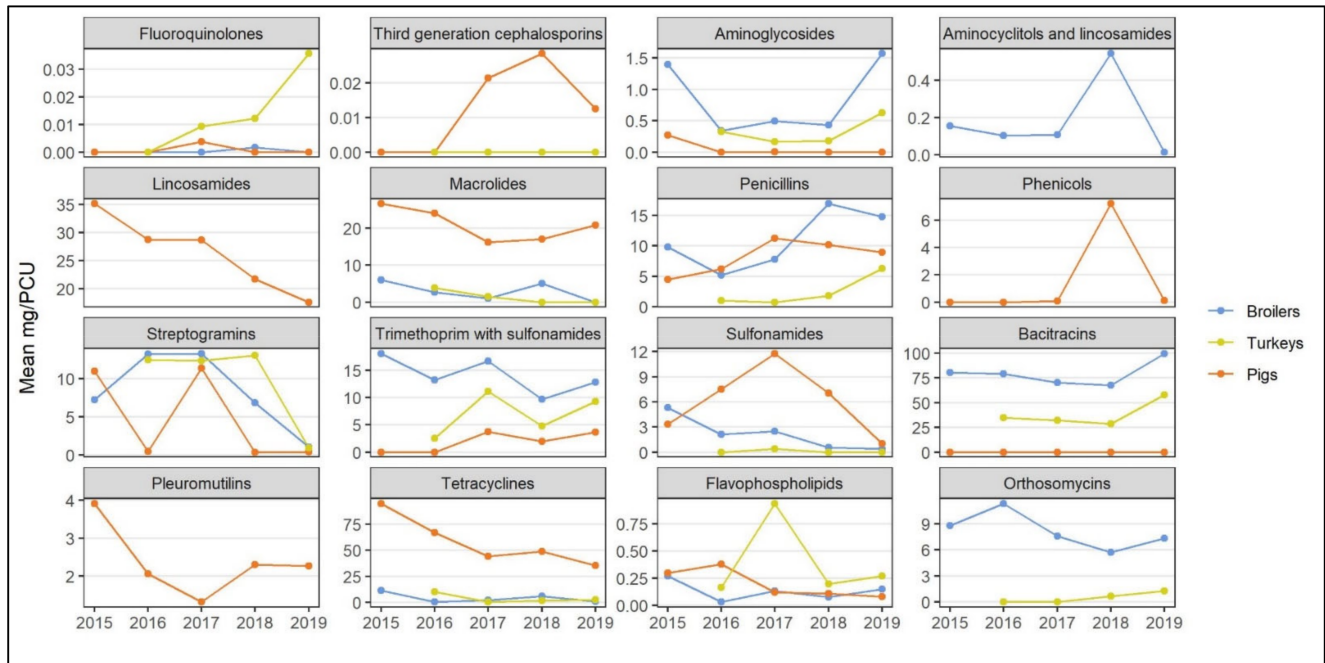 Mean mg/PCU
Fluoroquinolones
0.03
0.02
0.01
0.00
Third generation cephalosporins
0.02
0.01
0.00
Aminoglycosides
1.5
1.0
0.5
0.0
Aminocyclitols and lincosamides
0.4
0.2
0.0
Lincosamides
35
30
25
20
Macrolides
20
10
0
Penicillins
15
10
5
0
Phenicols
6
4
2
0
Streptogramins
10
5
0
Trimethoprim with sulfonamides
15
10
5
0
Sulfonamides
12
9
6
3
0
Bacitracins
100
75
50
25
0
Pleuromutilins
4
3
2
2015 2016 2017 2018 2019
Tetracyclines
75
50
25
0
2015 2016 2017 2018 2019
Flavophospholipids
0.75
0.50
0.25
0.00
2015 2016 2017 2018 2019
Orthosomycins
9
6
3
0
2015 2016 2017 2018 2019
Broilers
Turkeys
Pigs